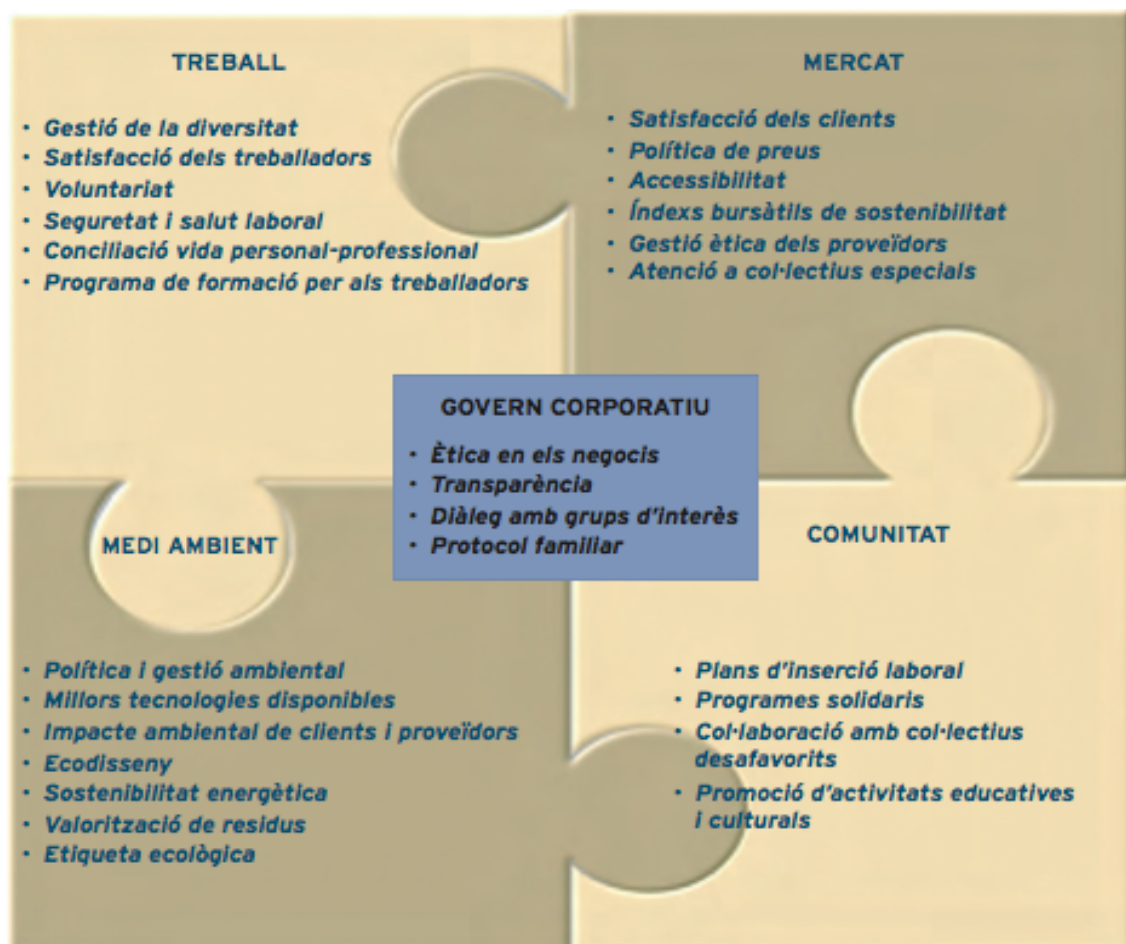 TREBALL
· Gestió de la diversitat
· Satisfacció dels treballadors
· Voluntariat
· Seguretat i salut laboral
· Conciliació vida personal-professional
· Programa de formació per als treballadors
MERCAT
· Satisfacció dels clients
· Política de preus
· Accessibilitat
· Índexs bursàtils de sostenibilitat
· Gestió ètica dels proveïdors
· Atenció a col·lectius especials
GOVERN CORPORATIU
· Ètica en els negocis
· Transparència
· Diàleg amb grups d'interès
· Protocol familiar
MEDI AMBIENT
· Política i gestió ambiental
· Millors tecnologies disponibles
· Impacte ambiental de clients i proveïdors
· Ecodisseny
· Sostenibilitat energètica
· Valorització de residus
· Etiqueta ecològica
COMUNITAT
· Plans d'inserció laboral
· Programes solidaris
· Col·laboració amb col·lectius
desafavorits
· Promoció d'activitats educatives
i culturals